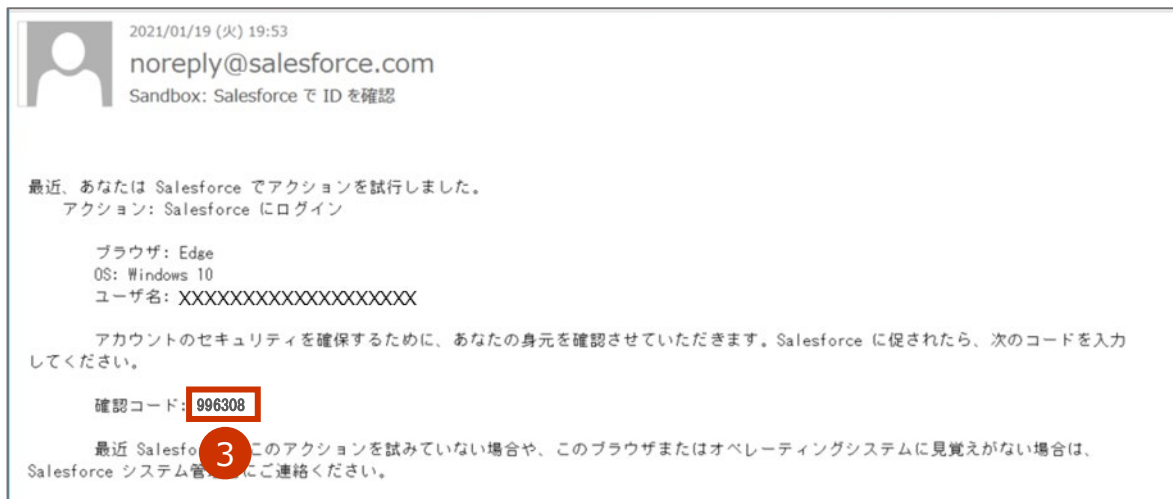 2021/01/19 (火) 19:53
noreply@salesforce.com
Sandbox: Salesforce で ID を確認
最近、あなたは Salesforce でアクションを試行しました。
アクション: Salesforce にログイン
ブラウザ: Edge
OS: Windows 10
ユーザ名: XXXXXXXXXXXXXXXXXXX
アカウントのセキュリティを確保するために、あなたの身元を確認させていただきます。Salesforce に促されたら、次のコードを入力
してください。
確認コード: 996308
最近 Salesfo 3 このアクションを試みていない場合や、このブラウザまたはオペレーティングシステムに見覚えがない場合は、
Salesforce システム管 にご連絡ください。